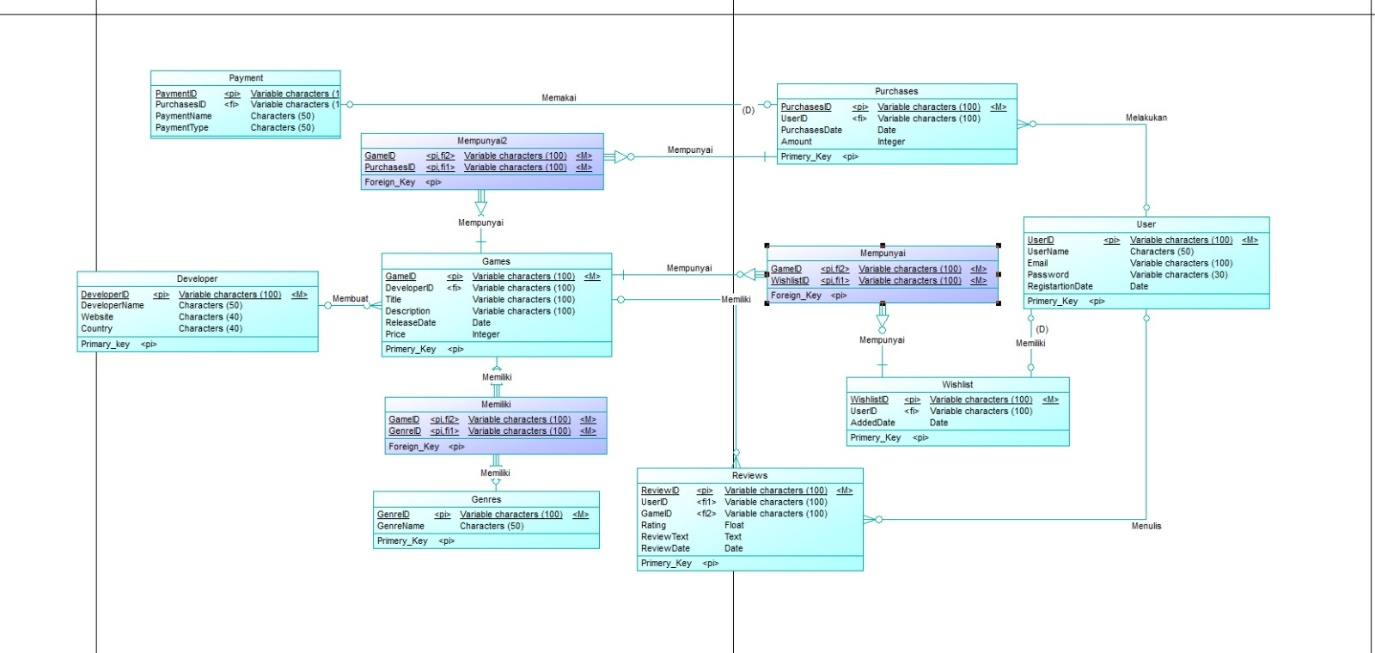 Payment
PaymentID <pi> Variable characters (1
PurchasesID <fi> Variable characters (1
PaymentName Characters (50)
PaymentType Characters (50)
Memakai
(D)
Purchases
PurchasesID <pi> Variable characters (100) <M>
UserID <fi> Variable characters (100)
PurchasesDate Date
Amount Integer
Primery_Key <pi>
Melakukan
Mempunyai2
GameID <pi,fi2> Variable characters (100) <M>
PurchasesID <pi,fi1> Variable characters (100) <M>
Foreign_Key <pi>
Mempunyai
Mempunyai
User
UserID <pi> Variable characters (100) <M>
UserName Characters (50)
Email Variable characters (100)
Password Variable characters (30)
RegistartionDate Date
Primery_Key <pi>
Games
GameID <pi> Variable characters (100) <M>
DeveloperID <fi> Variable characters (100)
Title Variable characters (100)
Description Variable characters (100)
ReleaseDate Date
Price Integer
Primery_Key <pi>
Mempunyai
Mempunyai
GameID <pi,fi2> Variable characters (100) <M>
WishlistID <pi,fi1> Variable characters (100) <M>
Foreign_Key <pi>
Developer
DeveloperID <pi> Variable characters (100) <M>
DeveloperName Characters (50)
Website Characters (40)
Country Characters (40)
Primary_key <pi>
Membuat
Memiliki
Mempunyai
(D)
Memiliki
Memiliki
Wishlist
WishlistID <pi> Variable characters (100) <M>
UserID <fi> Variable characters (100)
AddedDate Date
Primery_Key <pi>
Memiliki
GameID <pi,fi2> Variable characters (100) <M>
GenreID <pi,fi1> Variable characters (100) <M>
Foreign_Key <pi>
Memiliki
Genres
GenreID <pi> Variable characters (100) <M>
GenreName Characters (50)
Primery_Key <pi>
Reviews
ReviewID <pi> Variable characters (100) <M>
UserID <fi1> Variable characters (100)
GameID <fi2> Variable characters (100)
Rating Float
ReviewText Text
ReviewDate Date
Primery_Key <pi>
Menulis